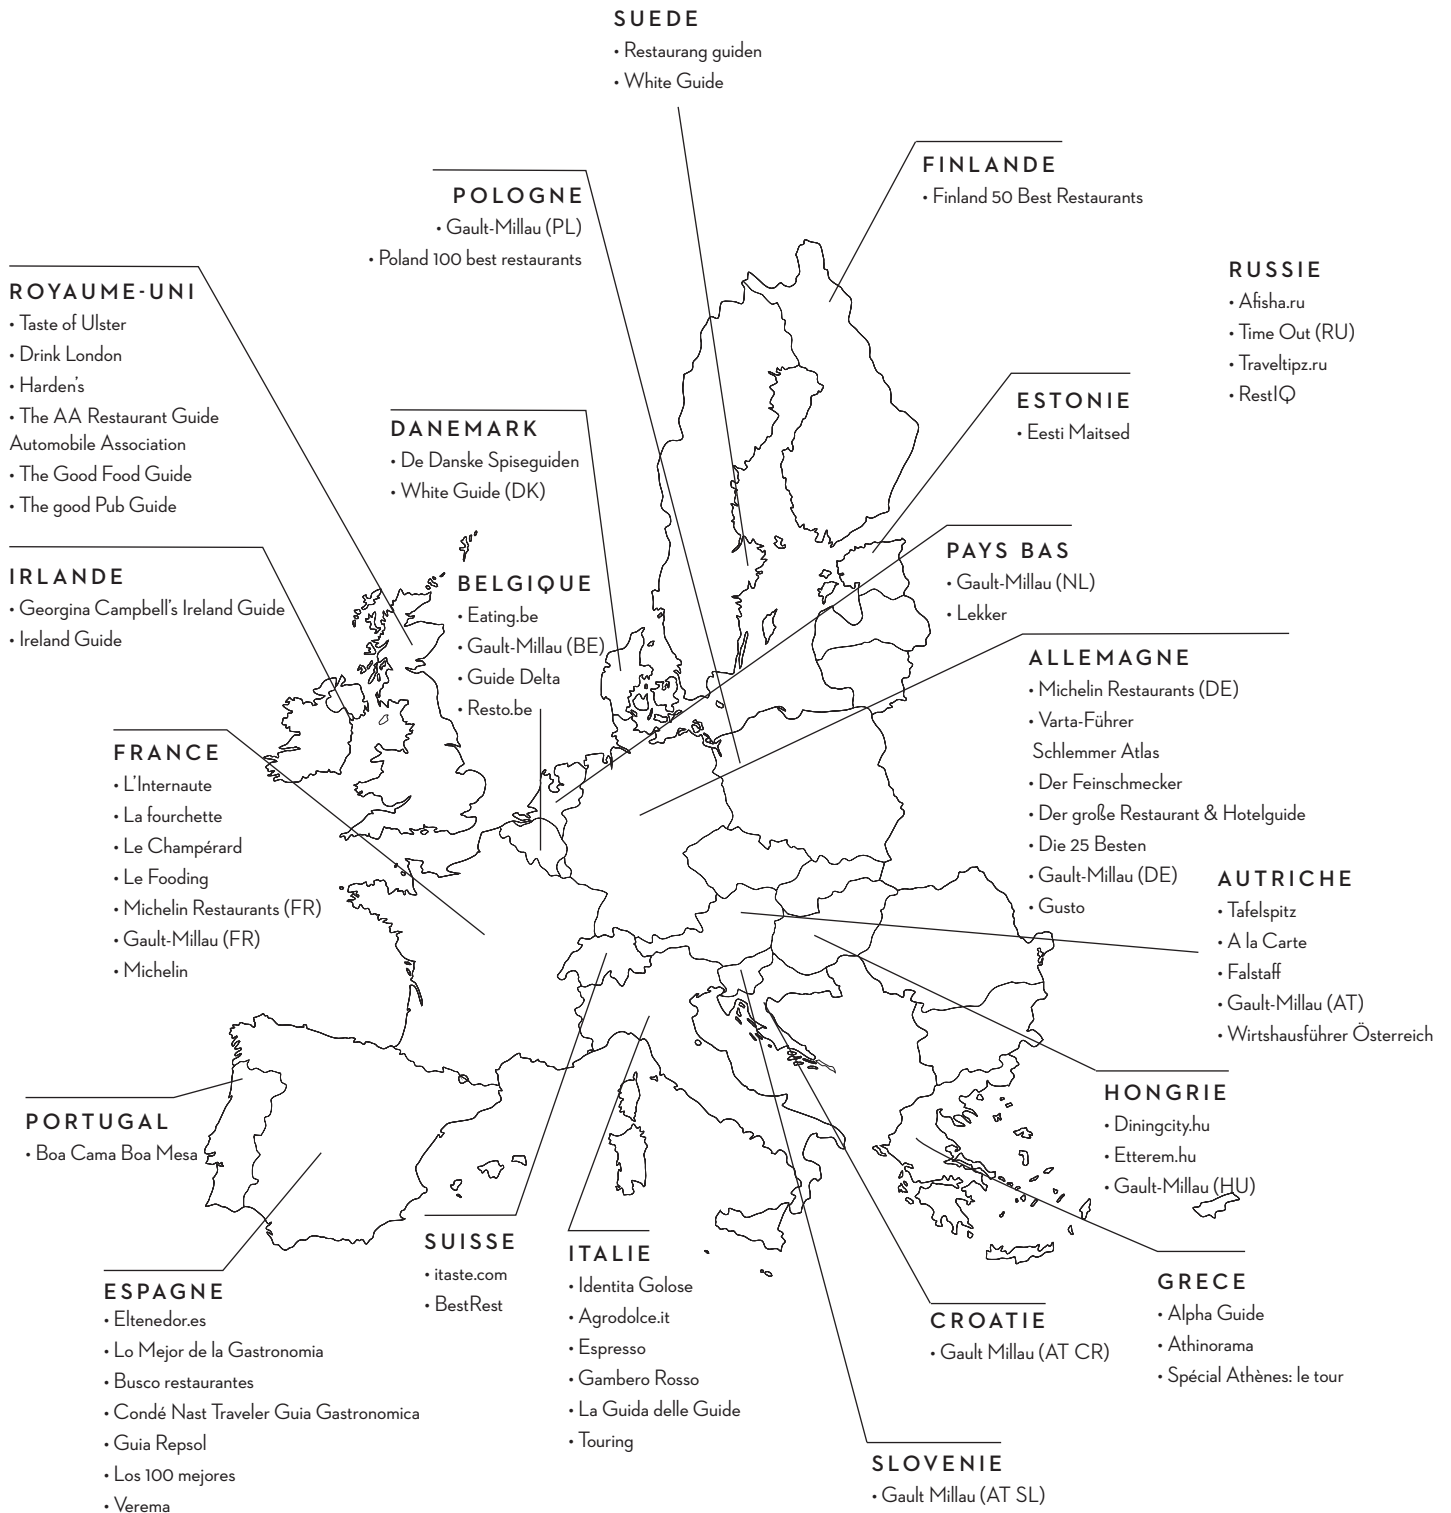 SUEDE
• Restaurang guiden
• White Guide
FINLANDE
• Finland 50 Best Restaurants
POLOGNE
• Gault-Millau (PL)
• Poland 100 best restaurants
RUSSIE
• Afisha.ru
• Time Out (RU)
• Traveltipz.ru
• RestIQ
ROYAUME-UNI
• Taste of Ulster
• Drink London
• Harden's
• The AA Restaurant Guide
Automobile Association
• The Good Food Guide
• The good Pub Guide
ESTONIE
• Eesti Maitsed
DANEMARK
• De Danske Spiseguiden
• White Guide (DK)
IRLANDE
• Georgina Campbell's Ireland Guide
• Ireland Guide
BELGIQUE
• Eating.be
• Gault-Millau (BE)
• Guide Delta
• Resto.be
PAYS BAS
• Gault-Millau (NL)
• Lekker
ALLEMAGNE
• Michelin Restaurants (DE)
• Varta-Führer
Schlemmer Atlas
• Der Feinschmecker
• Der große Restaurant & Hotelguide
• Die 25 Besten
• Gault-Millau (DE)
• Gusto
FRANCE
• L'Internaute
• La fourchette
• Le Champérard
• Le Fooding
• Michelin Restaurants (FR)
• Gault-Millau (FR)
• Michelin
AUTRICHE
• Tafelspitz
• A la Carte
• Falstaff
• Gault-Millau (AT)
• Wirtshausführer Österreich
HONGRIE
• Diningcity.hu
• Etterem.hu
• Gault-Millau (HU)
PORTUGAL
• Boa Cama Boa Mesa
ESPAGNE
• Eltenedor.es
• Lo Mejor de la Gastronomia
• Busco restaurantes
• Condé Nast Traveler Guia Gastronomica
• Guia Repsol
• Los 100 mejores
• Verema
SUISSE
• itaste.com
• BestRest
ITALIE
• Identita Golose
• Agrodolce.it
• Espresso
• Gambero Rosso
• La Guida delle Guide
• Touring
CROATIE
• Gault Millau (AT CR)
GRECE
• Alpha Guide
• Athinorama
• Spécial Athènes: le tour
SLOVENIE
• Gault Millau (AT SL)